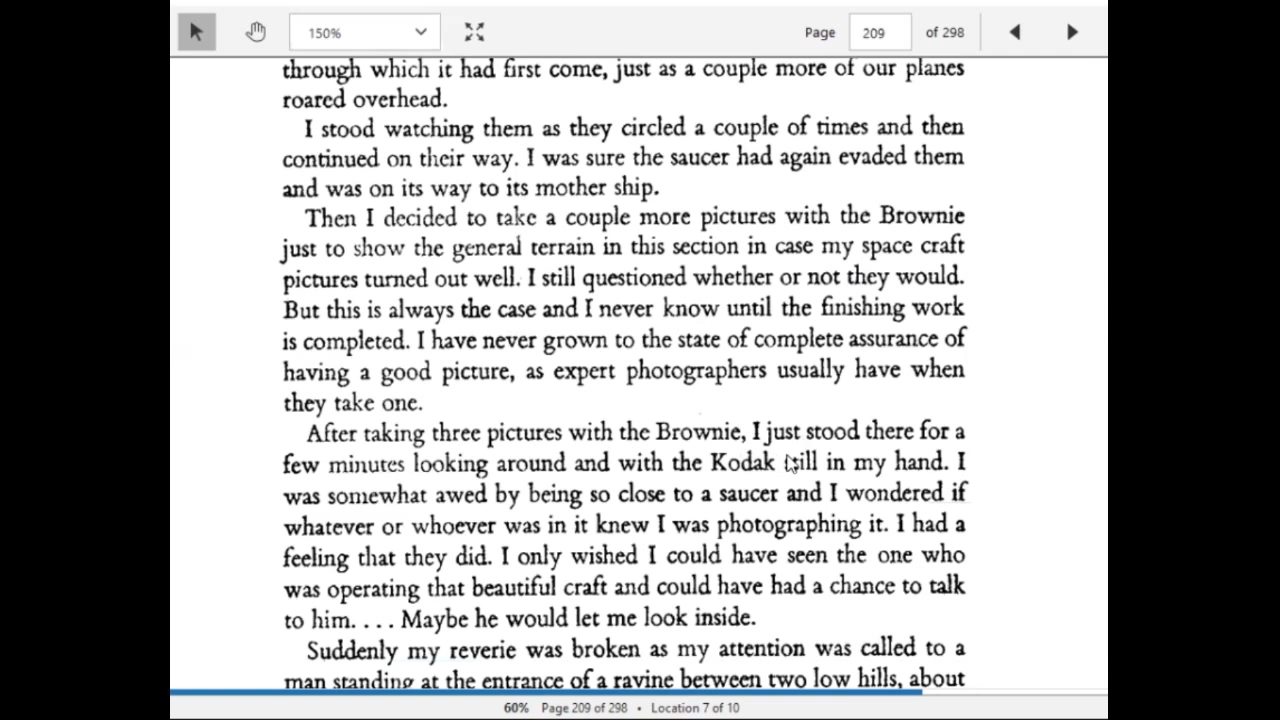 150%
Page 209 of 298
through which it had first come, just as a couple more of our planes
roared overhead.
I stood watching them as they circled a couple of times and then
continued on their way. I was sure the saucer had again evaded them
and was on its way to its mother ship.
Then I decided to take a couple more pictures with the Brownie
just to show the general terrain in this section in case my space craft
pictures turned out well. I still questioned whether or not they would.
But this is always the case and I never know until the finishing work
is completed. I have never grown to the state of complete assurance of
having a good picture, as expert photographers usually have when
they take one.
After taking three pictures with the Brownie, I just stood there for a
few minutes looking around and with the Kodak still in my hand. I
was somewhat awed by being so close to a saucer and I wondered if
whatever or whoever was in it knew I was photographing it. I had a
feeling that they did. I only wished I could have seen the one who
was operating that beautiful craft and could have had a chance to talk
to him. . . . Maybe he would let me look inside.
Suddenly my reverie was broken as my attention was called to a
man standing at the entrance of a ravine between two low hills, about
60% Page 209 of 298 • Location 7 of 10